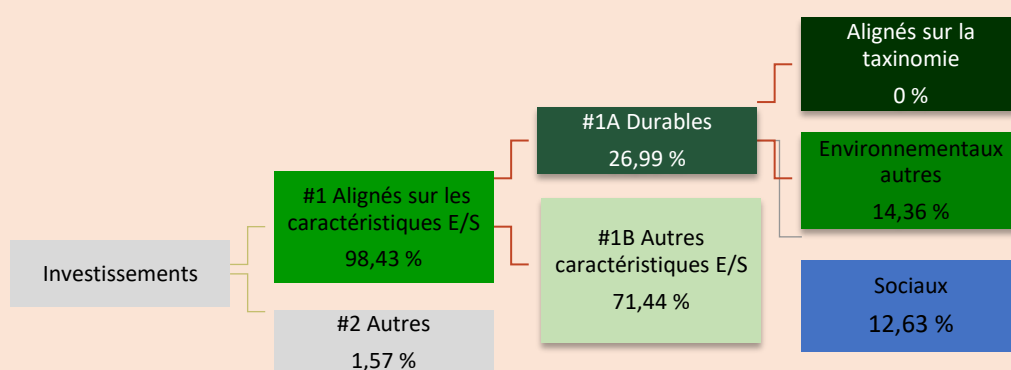 Investissements
#1 Alignés sur les
caractéristiques E/S
98,43 %
#2 Autres
1,57 %
#1A Durables
26,99 %
#1B Autres
caractéristiques E/S
71,44 %
Alignés sur la
taxinomie
0 %
Environnementaux
autres
14,36 %
Sociaux
12,63 %